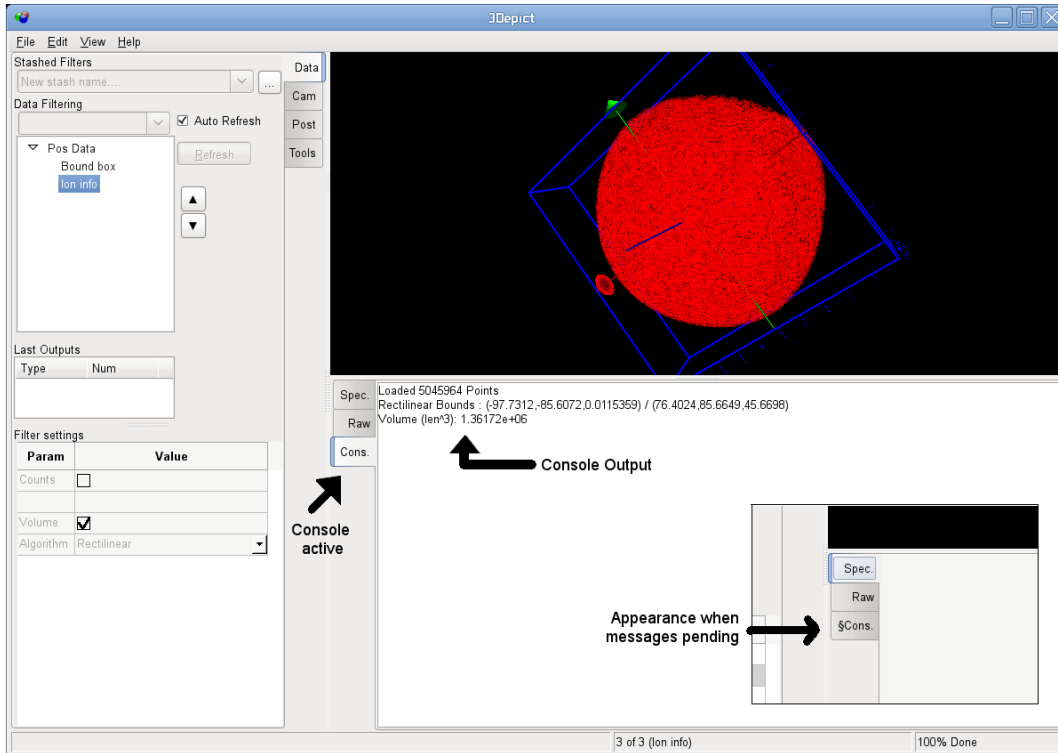 3Depict
File Edit View Help
Stashed Filters
New stash name....
...
Data Filtering
Auto Refresh
Pos Data
Bound box
Ion info
Refresh
Last Outputs
Type Num
Filter settings
Param Value
Counts
Volume
Algorithm Rectilinear
Data
Cam
Post
Tools
Spec.
Raw
Cons.
Loaded 5045964 Points
Rectilinear Bounds : (-97.7312,-85.6072,0.0115359) / (76.4024,85.6649,45.6698)
Volume (len^3): 1.36172e+06
Console Output
Console
active
Appearance when
messages pending
Spec.
Raw
§Cons.
3 of 3 (Ion info)
100% Done